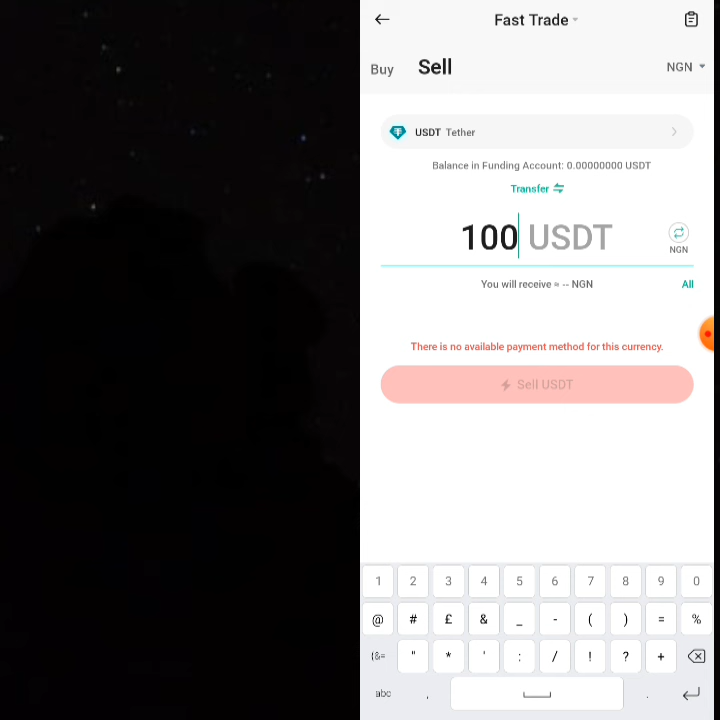 Fast Trade
Buy Sell NGN
USDT Tether
Balance in Funding Account: 0.00000000 USDT
Transfer
100 USDT
NGN
You will receive ≈ -- NGN All
There is no available payment method for this currency.
Sell USDT
1 2 3 4 5 6 7 8 9 0
@ # £ & _ - ( ) = %
{&= " * ' : / ! ? +
abc , .